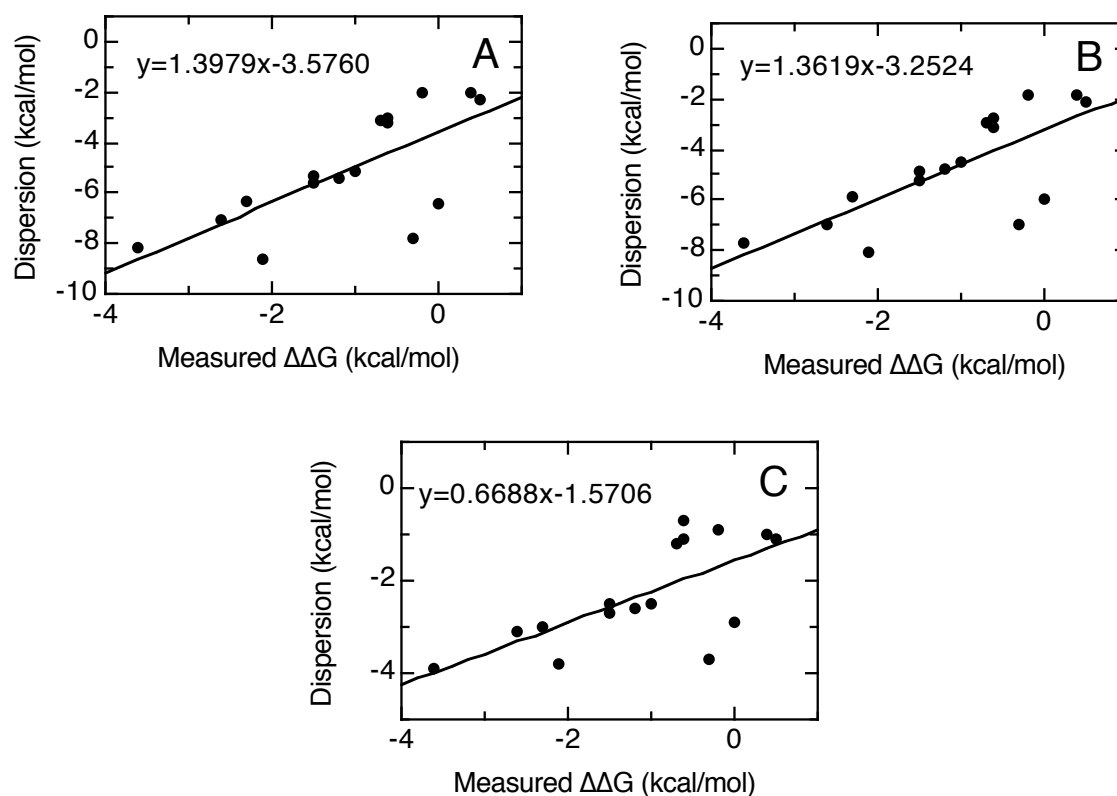 A
y=1.3979x-3.5760
Dispersion (kcal/mol)
0
-2
-4
-6
-8
-10
-4
-2
0
Measured ΔΔG (kcal/mol)
B
y=1.3619x-3.2524
Dispersion (kcal/mol)
0
-2
-4
-6
-8
-10
-4
-2
0
Measured ΔΔG (kcal/mol)
C
y=0.6688x-1.5706
Dispersion (kcal/mol)
0
-2
-4
-4
-2
0
Measured ΔΔG (kcal/mol)